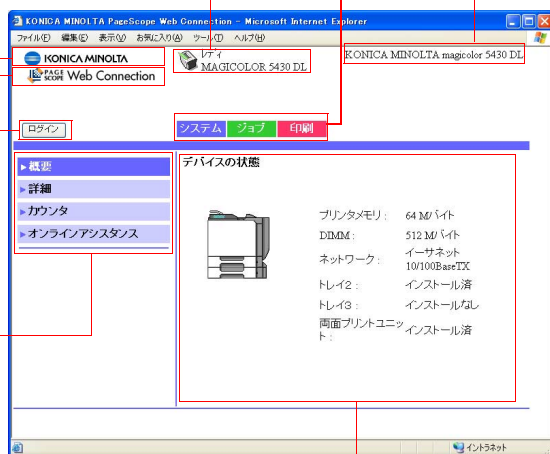 KONICA MINOLTA PageScope Web Connection - Microsoft Internet Explorer
ファイル(F) 編集(E) 表示(V) お気に入り(A) ツール(T) ヘルプ(H)
KONICA MINOLTA
PAGE SCOPE Web Connection
レディ
MAGICOLOR 5430 DL
KONICA MINOLTA magicolor 5430 DL
ログイン
システム ジョブ 印刷
概要
詳細
カウンタ
オンラインアシスタンス
デバイスの状態
プリンタメモリ : 64 Mバイト
DIMM : 512 Mバイト
ネットワーク : イーサネット
10/100BaseTX
トレイ2 : インストール済
トレイ3 : インストールなし
両面プリントユニッ
ト : インストール済
イントラネット